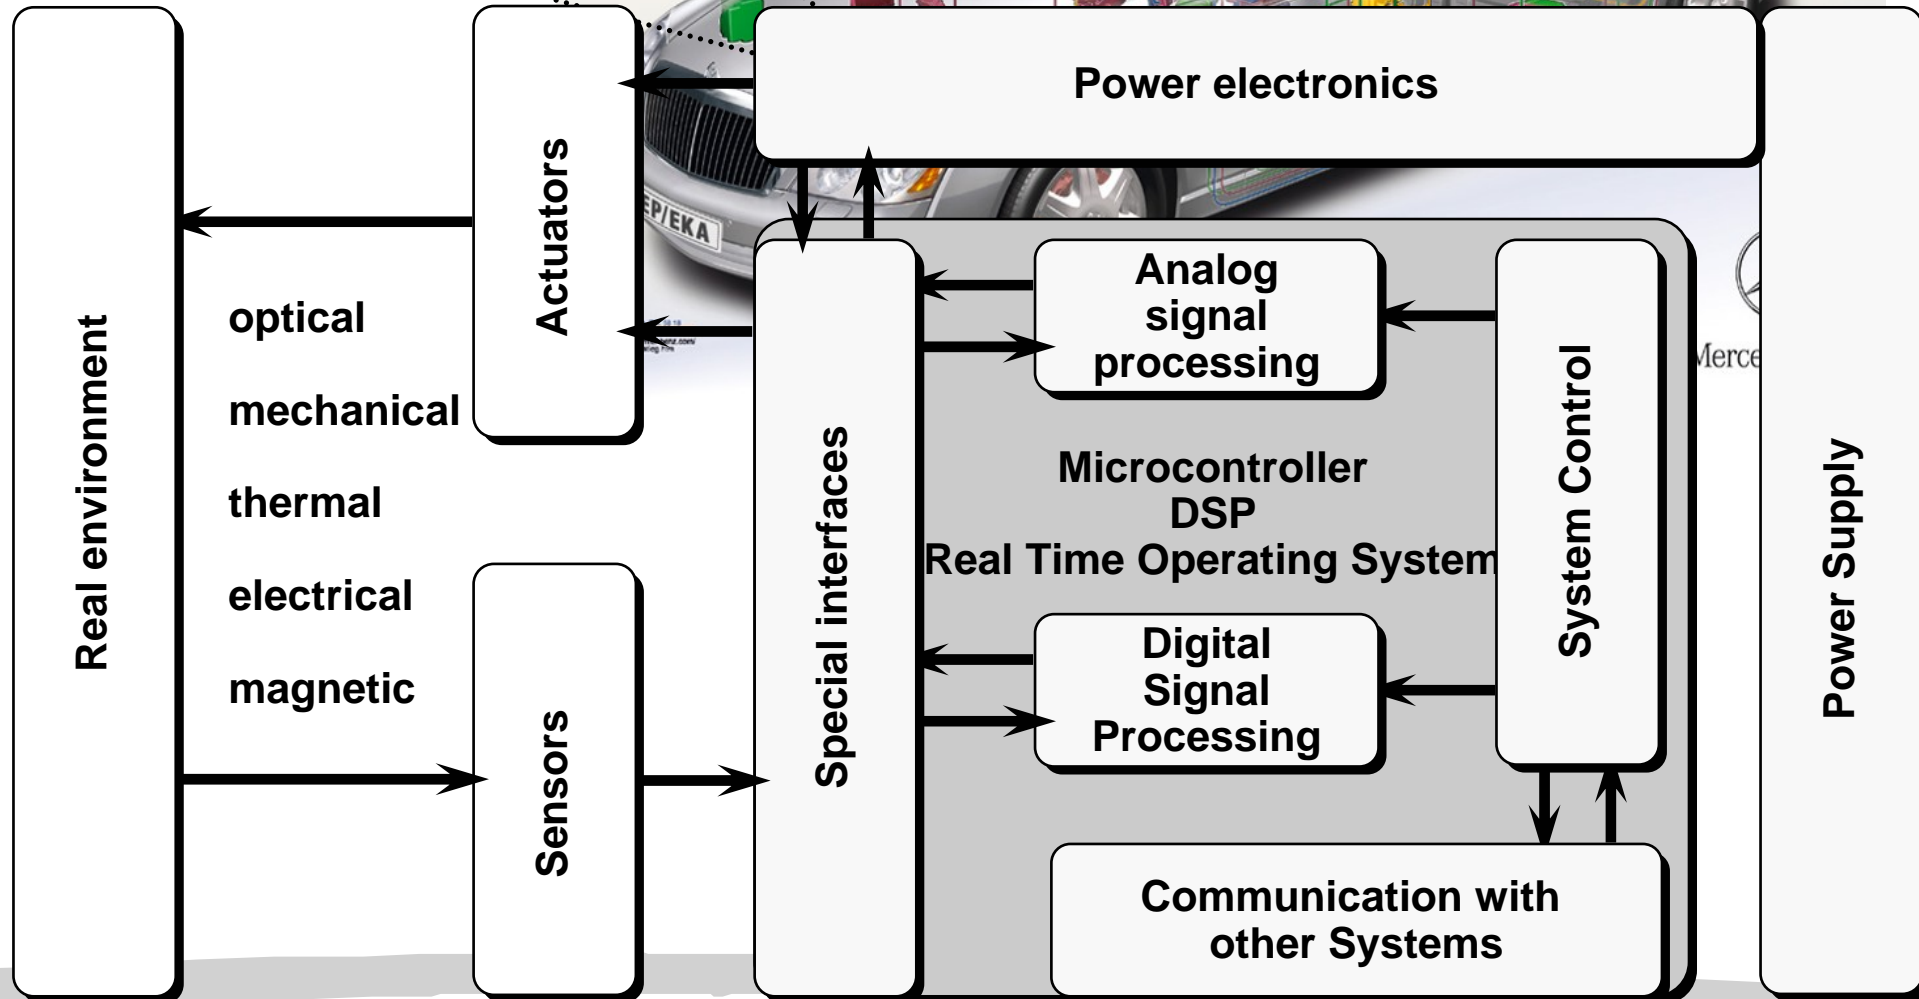 Real environment
optical
mechanical
thermal
electrical
magnetic
Actuators
Sensors
Power electronics
EP/EKA
Special interfaces
Analog
signal
processing
Microcontroller
DSP
Real Time Operating System
Digital
Signal
Processing
System Control
Communication with
other Systems
Merce
Power Supply